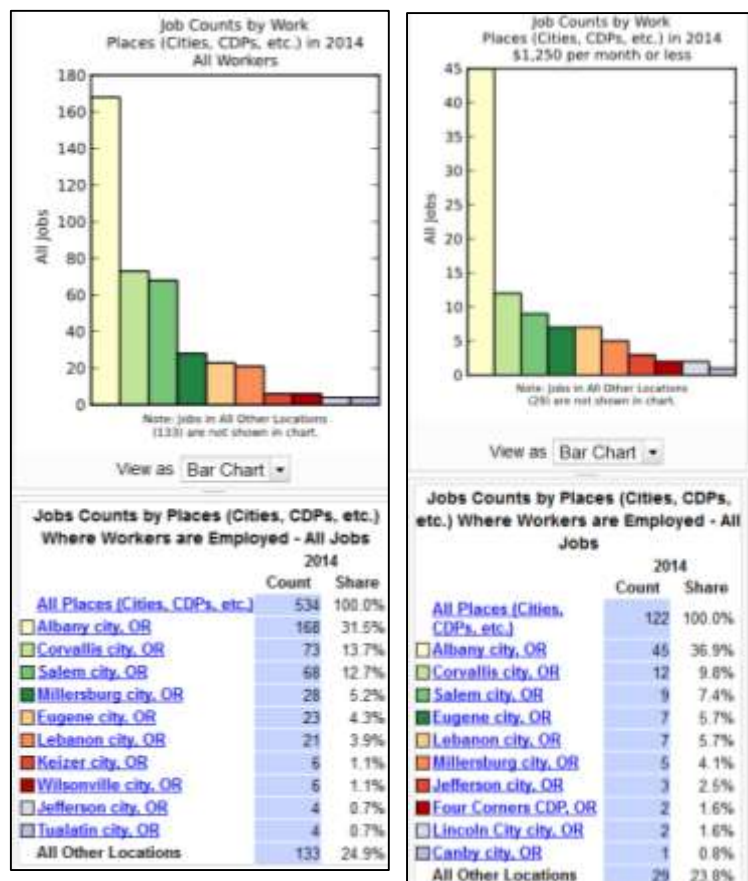 Job Counts by Work
Places (Cities, CDPs, etc.) in 2014
All Workers
180
160
140
120
100
80
60
40
20
0
All Jobs
Note: Jobs in All Other Locations
(133) are not shown in chart.
View as Bar Chart
Jobs Counts by Places (Cities, CDPs, etc.)
Where Workers are Employed - All Jobs
2014
Count Share
All Places (Cities, CDPs, etc.) 534 100.0%
Albany city, OR 168 31.5%
Corvallis city, OR 73 13.7%
Salem city, OR 68 12.7%
Millersburg city, OR 28 5.2%
Eugene city, OR 23 4.3%
Lebanon city, OR 21 3.9%
Keizer city, OR 6 1.1%
Wilsonville city, OR 6 1.1%
Jefferson city, OR 4 0.7%
Tualatin city, OR 4 0.7%
All Other Locations 133 24.9%
Job Counts by Work
Places (Cities, CDPs, etc.) in 2014
$1,250 per month or less
45
40
35
30
25
20
15
10
5
0
All Jobs
Note: Jobs in All Other Locations
(29) are not shown in chart.
View as Bar Chart
Jobs Counts by Places (Cities, CDPs,
etc.) Where Workers are Employed - All
Jobs
2014
Count Share
All Places (Cities,
CDPs, etc.) 122 100.0%
Albany city, OR 45 36.9%
Corvallis city, OR 12 9.8%
Salem city, OR 9 7.4%
Eugene city, OR 7 5.7%
Lebanon city, OR 7 5.7%
Millersburg city, OR 5 4.1%
Jefferson city, OR 3 2.5%
Four Corners CDP, OR 2 1.6%
Lincoln City city, OR 2 1.6%
Canby city, OR 1 0.8%
All Other Locations 29 23.8%